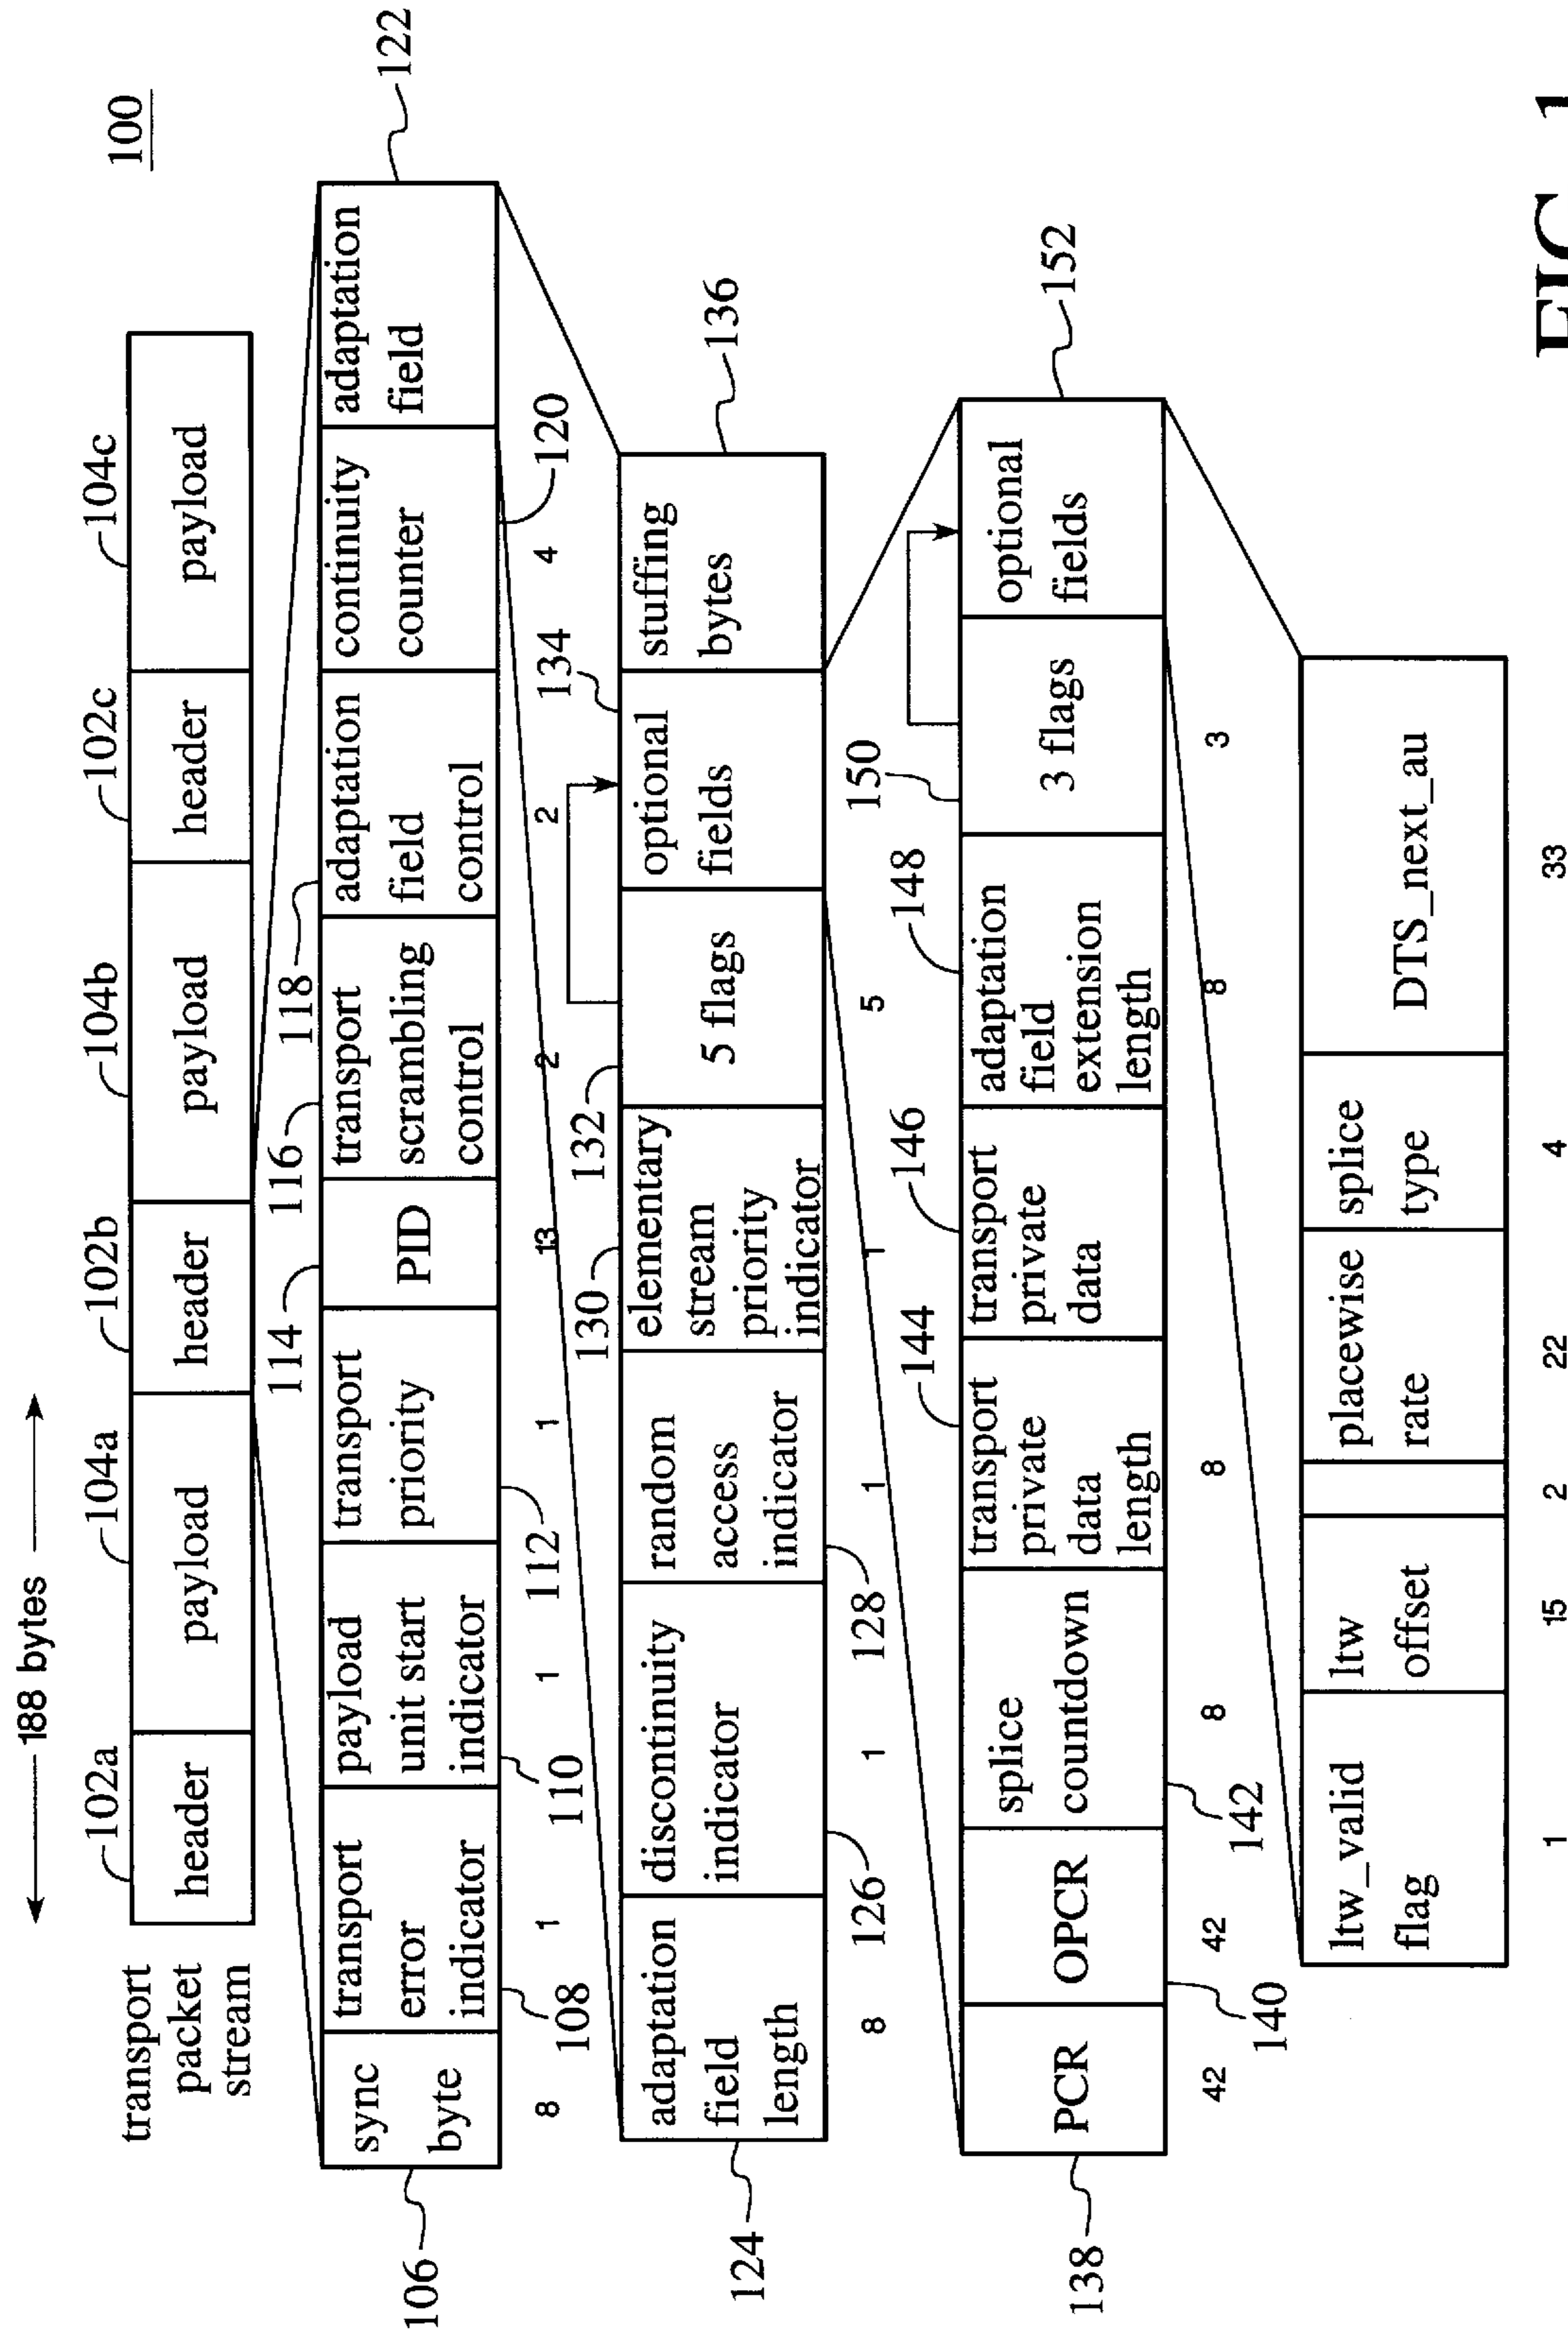 100
188 bytes
102a
104a
102b
104b
102c
104c
transport
packet
stream
header
payload
header
payload
header
payload
114
116
118
sync
byte
transport
error
indicator
payload
unit start
indicator
transport
priority
PID
transport
scrambling
control
adaptation
field
control
continuity
counter
adaptation
field
106
122
8
1
1
1
13
2
2
4
108
110
112
120
130
132
134
adaptation
field
length
discontinuity
indicator
random
access
indicator
elementary
stream
priority
indicator
5 flags
optional
fields
stuffing
bytes
124
136
8
1
1
1
5
126
128
144
146
148
150
PCR
OPCR
splice
countdown
transport
private
data
length
transport
private
data
adaptation
field
extension
length
3 flags
optional
fields
138
152
42
42
8
8
8
3
140
142
ltw_valid
flag
ltw
offset
placewise
rate
splice
type
DTS_next_au
1
15
2
22
4
33